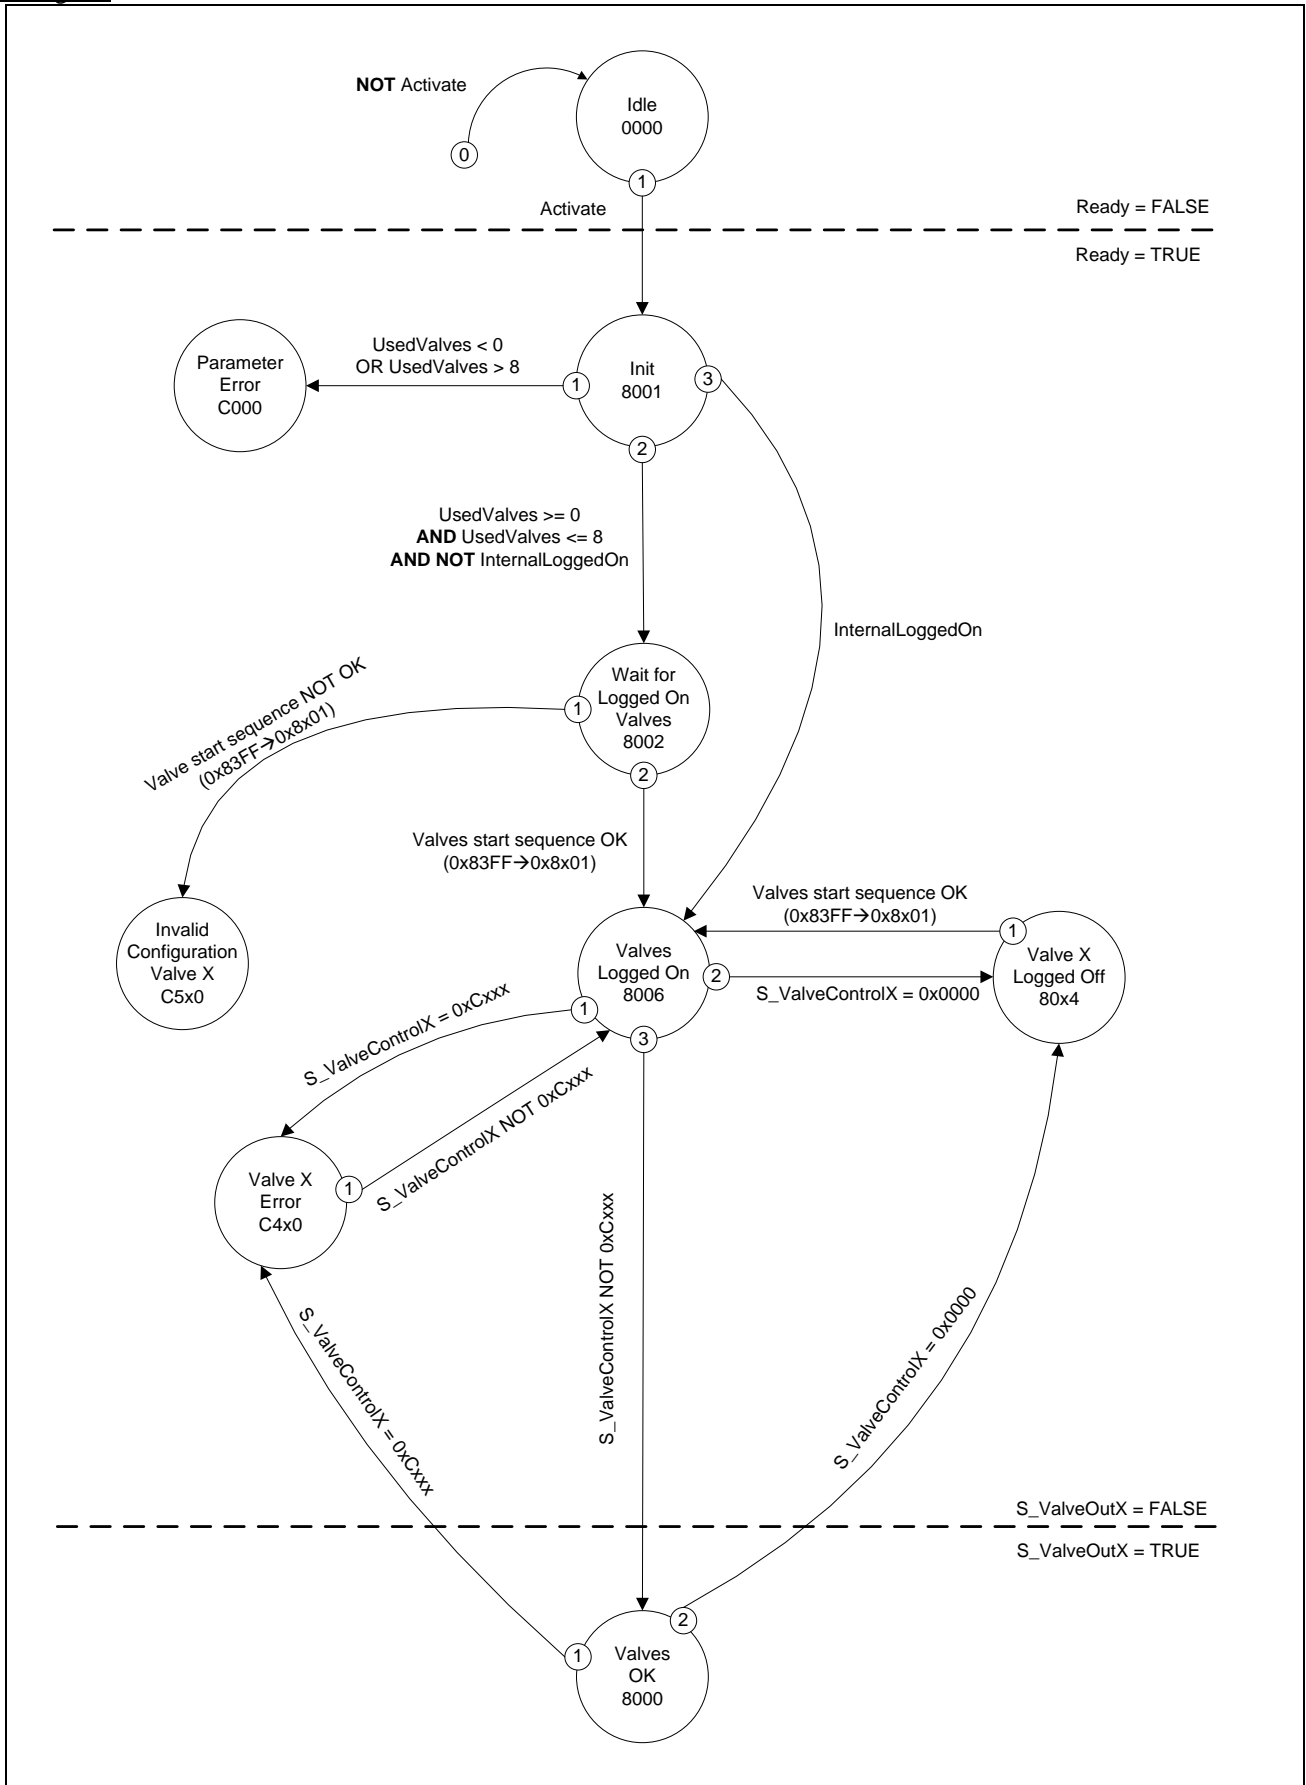 NOT Activate
Idle
0000
0
1
Activate
Ready = FALSE
Ready = TRUE
Parameter
Error
C000
UsedValves < 0
OR UsedValves > 8
1
Init
8001
3
2
UsedValves >= 0
AND UsedValves <= 8
AND NOT InternalLoggedOn
InternalLoggedOn
Valve start sequence NOT OK
(0x83FF→0x8x01)
1
Wait for
Logged On
Valves
8002
2
Valves start sequence OK
(0x83FF→0x8x01)
Valves start sequence OK
(0x83FF→0x8x01)
Invalid
Configuration
Valve X
C5x0
Valves
Logged On
8006
1
2
3
S_ValveControlX = 0x0000
1
Valve X
Logged Off
80x4
S_ValveControlX = 0xCxxx
S_ValveControlX NOT 0xCxxx
Valve X
Error
C4x0
1
S_ValveControlX NOT 0xCxxx
S_ValveControlX = 0xCxxx
S_ValveControlX = 0x0000
S_ValveOutX = FALSE
S_ValveOutX = TRUE
1
2
Valves
OK
8000